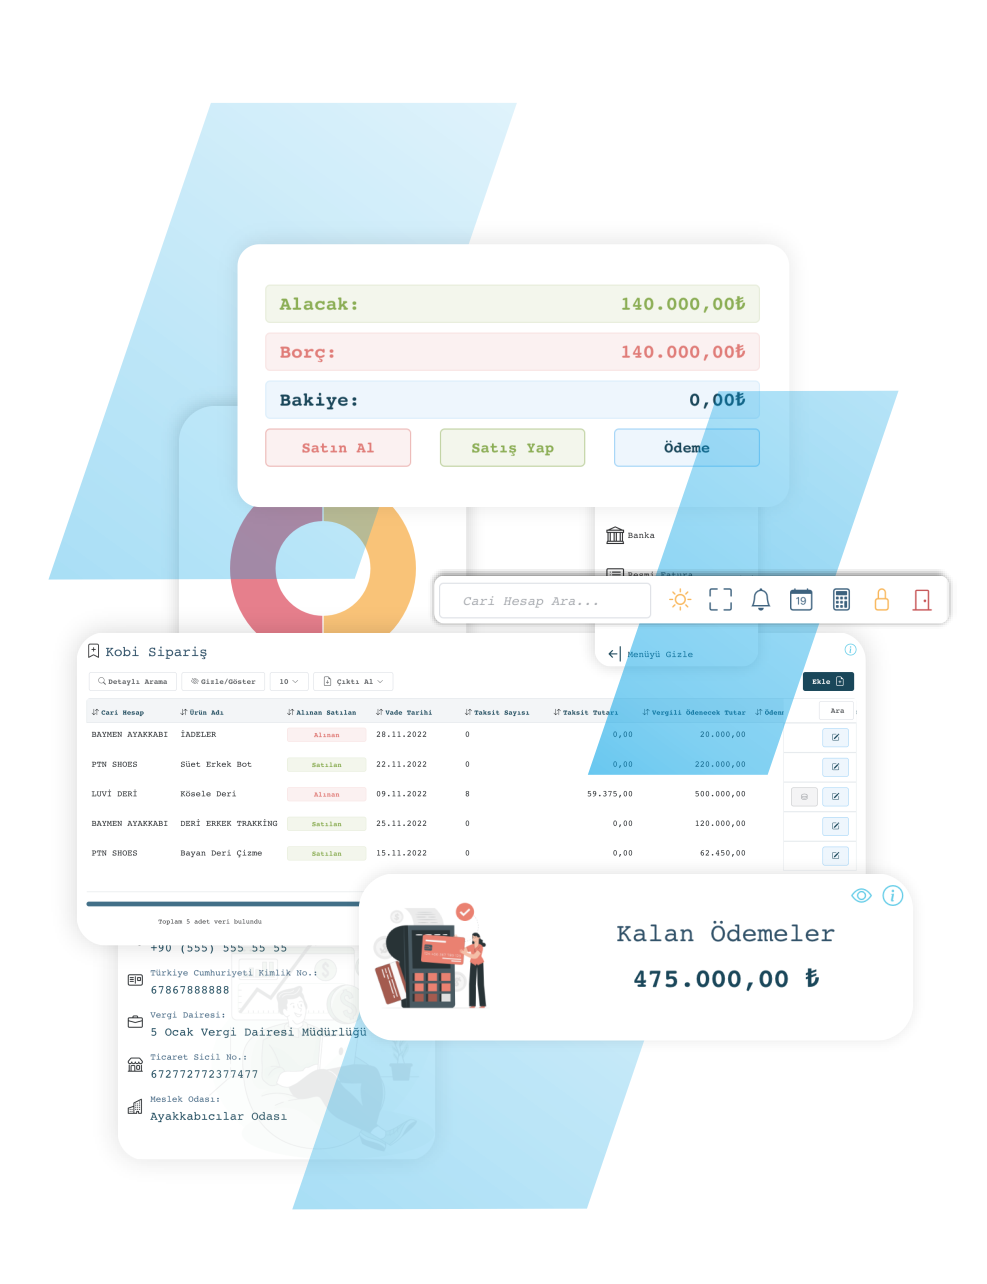 Alacak: 140.000,00₺
Borç: 140.000,00₺
Bakiye: 0,00₺
Satın Al Satış Yap Ödeme
Banka
Resmi Fatura
Cari Hesap Ara... 19
Menüyü Gizle
Kobi Sipariş
Detaylı Arama Gizle/Göster 10 Çıktı Al Ekle
Cari Hesap Ürün Adı Alınan Satılan Vade Tarihi Taksit Sayısı Taksit Tutarı Vergili Ödenecek Tutar Ara
BAYMEN AYAKKABI İADELER Alınan 28.11.2022 0 0,00 20.000,00
PTN SHOES Süet Erkek Bot Satılan 22.11.2022 0 0,00 220.000,00
LUVİ DERİ Kösele Deri Alınan 09.11.2022 8 59.375,00 500.000,00
BAYMEN AYAKKABI DERİ ERKEK TRAKKİNG Satılan 25.11.2022 0 0,00 120.000,00
PTN SHOES Bayan Deri Çizme Satılan 15.11.2022 0 0,00 62.450,00
Toplam 5 adet veri bulundu
Kalan Ödemeler
475.000,00 ₺
+90 (555) 555 55 55
Türkiye Cumhuriyeti Kimlik No.:
67867888888
Vergi Dairesi:
5 Ocak Vergi Dairesi Müdürlüğü
Ticaret Sicil No.:
672772772377477
Meslek Odası:
Ayakkabıcılar Odası